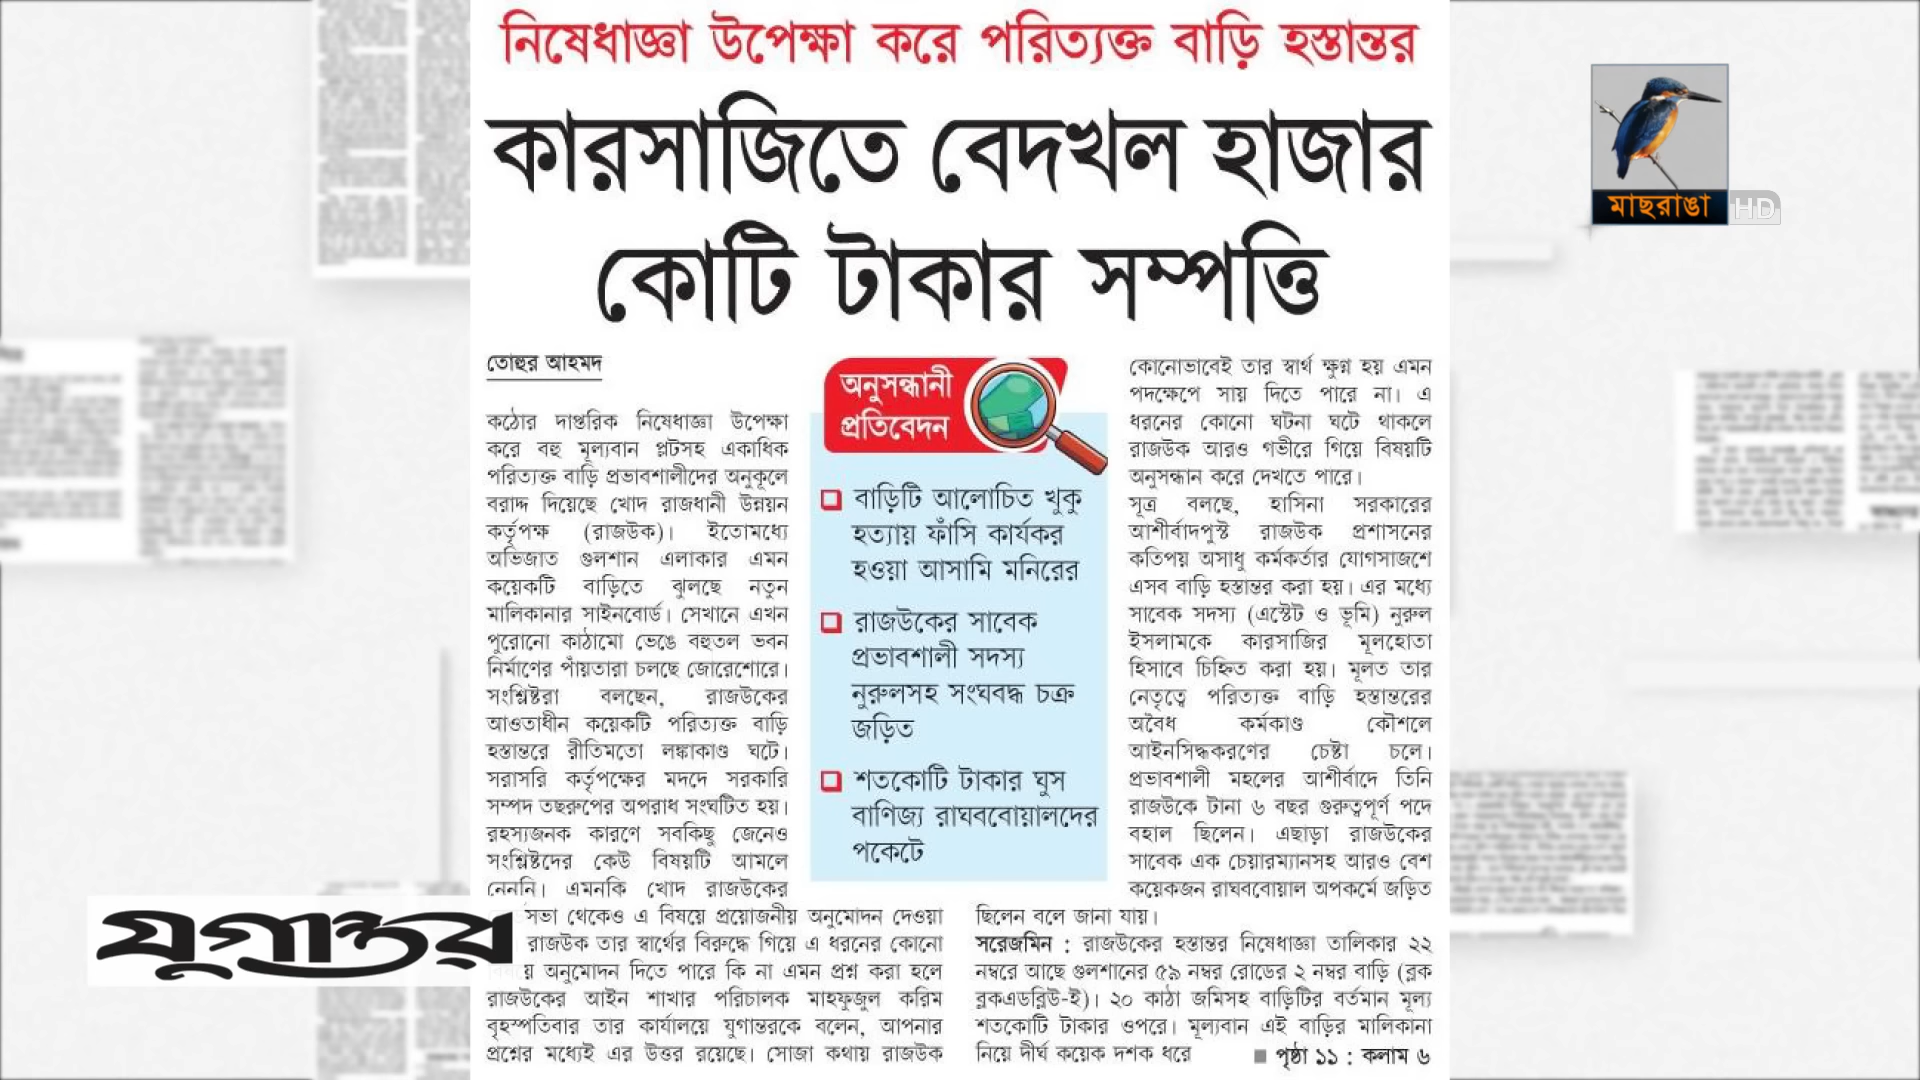 নিষেধাজ্ঞা উপেক্ষা করে পরিত্যক্ত বাড়ি হস্তান্তর
কারসাজিতে বেদখল হাজার
কোটি টাকার সম্পত্তি
মাছরাঙা HD
তোহুর আহমদ
কঠোর দাপ্তরিক নিষেধাজ্ঞা উপেক্ষা
করে বহু মূল্যবান প্লটসহ একাধিক
পরিত্যক্ত বাড়ি প্রভাবশালীদের অনুকূলে
বরাদ্দ দিয়েছে খোদ রাজধানী উন্নয়ন
কর্তৃপক্ষ (রাজউক)। ইতোমধ্যে
অভিজাত গুলশান এলাকার এমন
কয়েকটি বাড়িতে ঝুলছে নতুন
মালিকানার সাইনবোর্ড। সেখানে এখন
পুরোনো কাঠামো ভেঙে বহুতল ভবন
নির্মাণের পাঁয়তারা চলছে জোরেশোরে।
সংশ্লিষ্টরা বলছেন, রাজউকের
আওতাধীন কয়েকটি পরিত্যক্ত বাড়ি
হস্তান্তরে রীতিমতো লঙ্কাকাণ্ড ঘটে।
সরাসরি কর্তৃপক্ষের মদদে সরকারি
সম্পদ তছরুপের অপরাধ সংঘটিত হয়।
রহস্যজনক কারণে সবকিছু জেনেও
সংশ্লিষ্টদের কেউ বিষয়টি আমলে
নেননি। এমনকি খোদ রাজউকের
সভা থেকেও এ বিষয়ে প্রয়োজনীয় অনুমোদন দেওয়া
রাজউক তার স্বার্থের বিরুদ্ধে গিয়ে এ ধরনের কোনো
অনুমোদন দিতে পারে কি না এমন প্রশ্ন করা হলে
রাজউকের আইন শাখার পরিচালক মাহফুজুল করিম
বৃহস্পতিবার তার কার্যালয়ে যুগান্তরকে বলেন, আপনার
প্রশ্নের মধ্যেই এর উত্তর রয়েছে। সোজা কথায় রাজউক
অনুসন্ধানী
প্রতিবেদন
বাড়িটি আলোচিত খুকু
হত্যায় ফাঁসি কার্যকর
হওয়া আসামি মনিরের
রাজউকের সাবেক
প্রভাবশালী সদস্য
নুরুলসহ সংঘবদ্ধ চক্র
জড়িত
শতকোটি টাকার ঘুস
বাণিজ্য রাঘববোয়ালদের
পকেটে
কোনোভাবেই তার স্বার্থ ক্ষুণ্ন হয় এমন
পদক্ষেপে সায় দিতে পারে না। এ
ধরনের কোনো ঘটনা ঘটে থাকলে
রাজউক আরও গভীরে গিয়ে বিষয়টি
অনুসন্ধান করে দেখতে পারে।
সূত্র বলছে, হাসিনা সরকারের
আশীর্বাদপুস্ট রাজউক প্রশাসনের
কতিপয় অসাধু কর্মকর্তার যোগসাজশে
এসব বাড়ি হস্তান্তর করা হয়। এর মধ্যে
সাবেক সদস্য (এস্টেট ও ভূমি) নুরুল
ইসলামকে কারসাজির মূলহোতা
হিসাবে চিহ্নিত করা হয়। মূলত তার
নেতৃত্বে পরিত্যক্ত বাড়ি হস্তান্তরের
অবৈধ কর্মকাণ্ড কৌশলে
আইনসিদ্ধকরণের চেষ্টা চলে।
প্রভাবশালী মহলের আশীর্বাদে তিনি
রাজউকে টানা ৬ বছর গুরুত্বপূর্ণ পদে
বহাল ছিলেন। এছাড়া রাজউকের
সাবেক এক চেয়ারম্যানসহ আরও বেশ
কয়েকজন রাঘববোয়াল অপকর্মে জড়িত
ছিলেন বলে জানা যায়।
সরেজমিন : রাজউকের হস্তান্তর নিষেধাজ্ঞা তালিকার ২২
নম্বরে আছে গুলশানের ৫৯ নম্বর রোডের ২ নম্বর বাড়ি (ব্লক
ব্লকএডব্লিউ-ই)। ২০ কাঠা জমিসহ বাড়িটির বর্তমান মূল্য
শতকোটি টাকার ওপরে। মূল্যবান এই বাড়ির মালিকানা
নিয়ে দীর্ঘ কয়েক দশক ধরে
পৃষ্ঠা ১১ : কলাম ৬
যুগান্তর